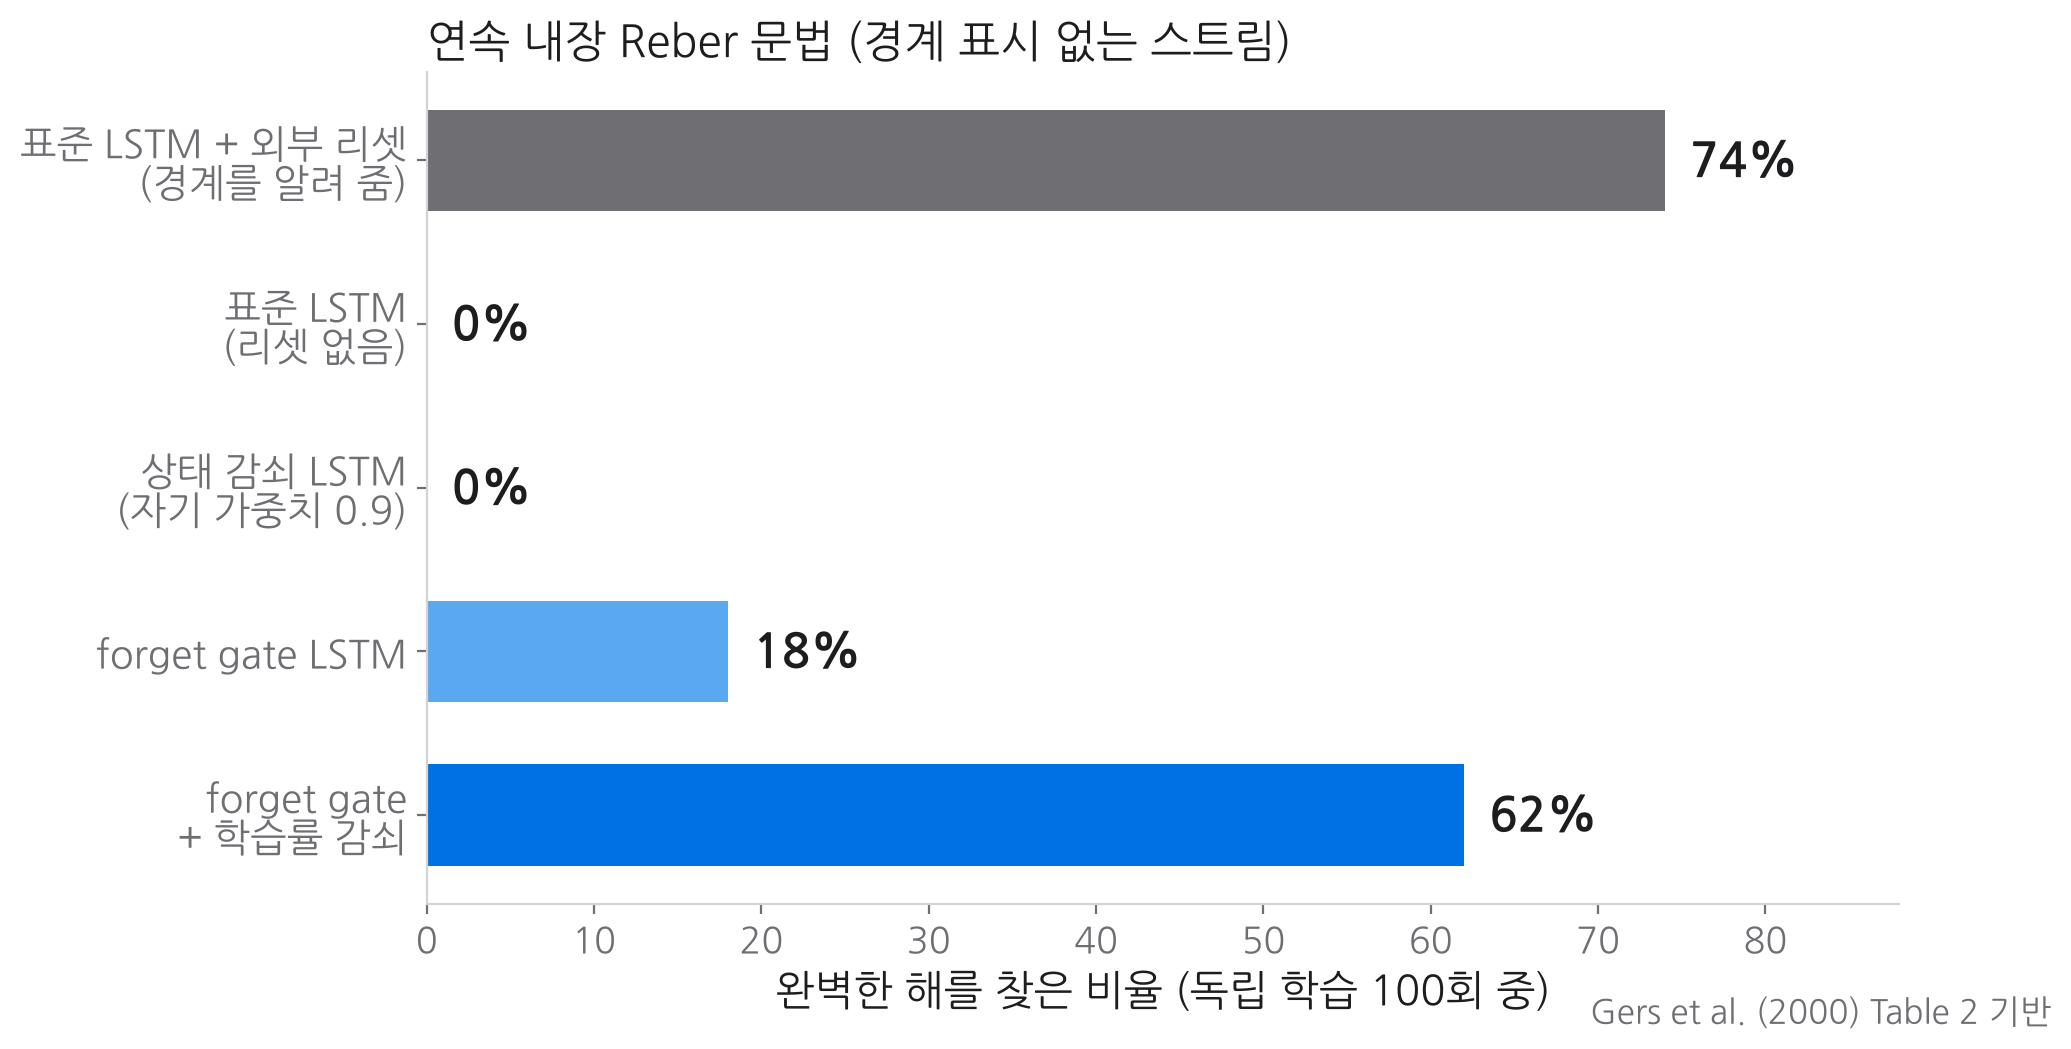 연속 내장 Reber 문법 (경계 표시 없는 스트림)
표준 LSTM + 외부 리셋
(경계를 알려 줌)
74%
표준 LSTM
(리셋 없음)
0%
상태 감쇠 LSTM
(자기 가중치 0.9)
0%
forget gate LSTM
18%
forget gate
+ 학습률 감쇠
62%
0 10 20 30 40 50 60 70 80
완벽한 해를 찾은 비율 (독립 학습 100회 중)
Gers et al. (2000) Table 2 기반